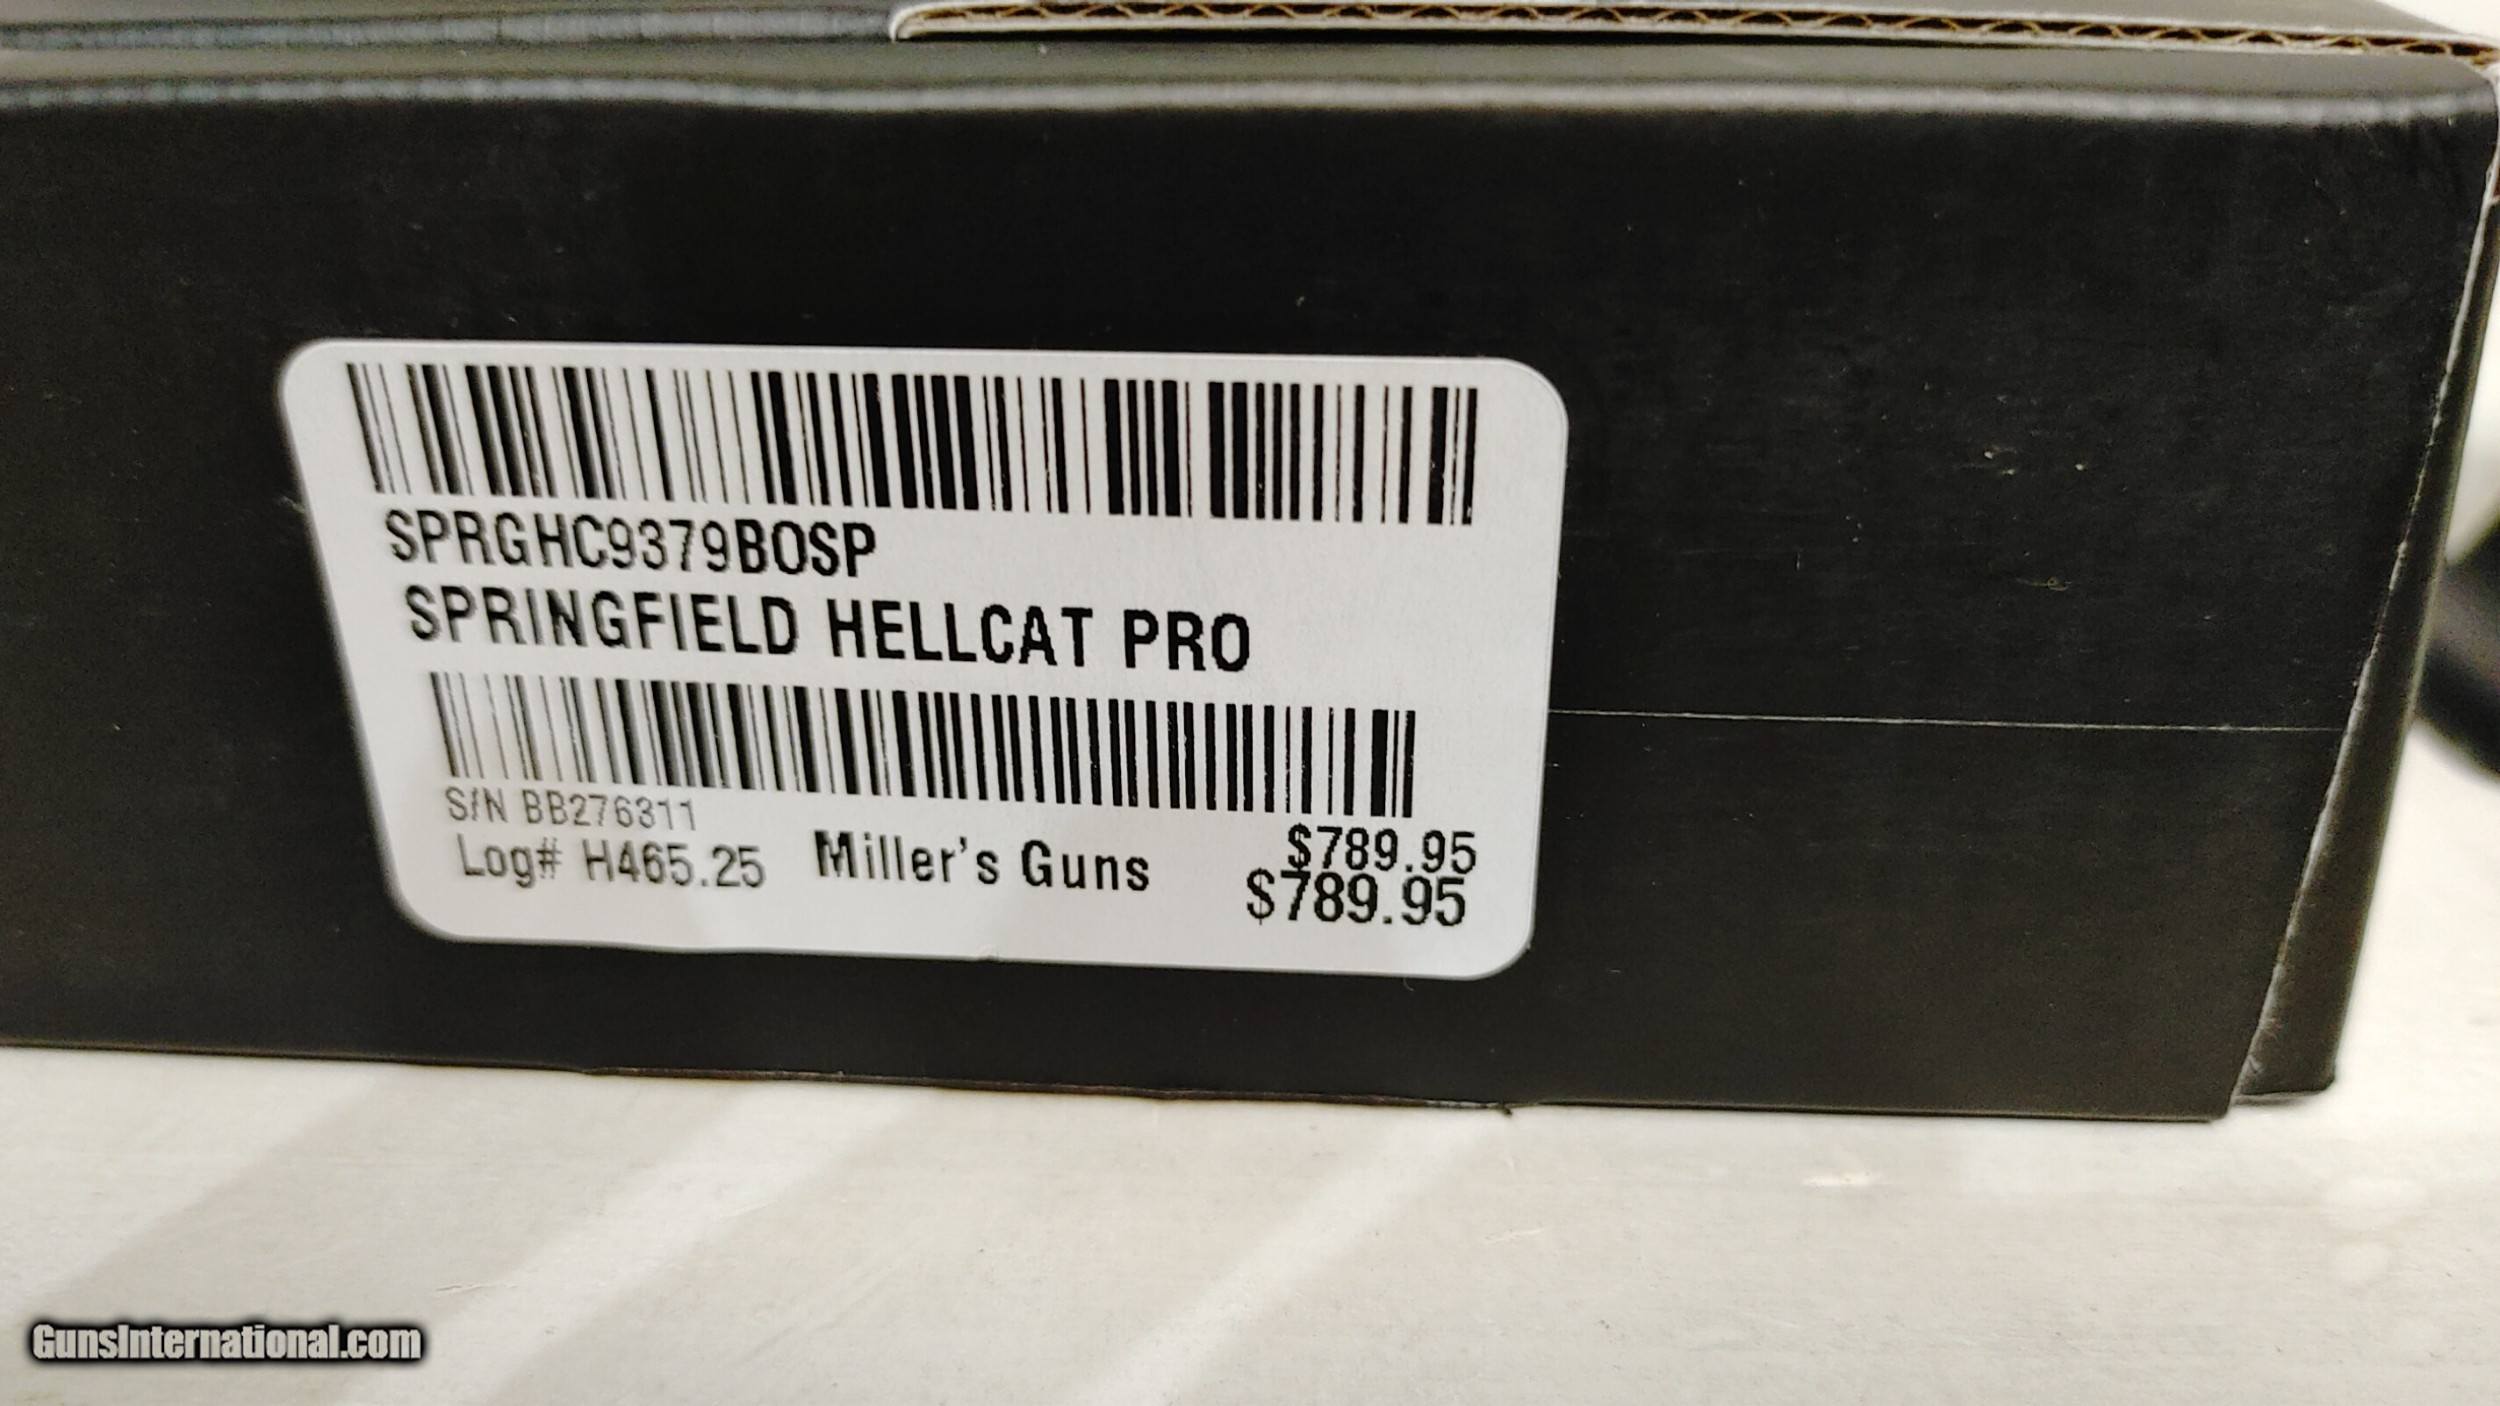 SPRGHC9379BOSP
SPRINGFIELD HELLCAT PRO
S/N BB276311
Log# H465.25 Miller's Guns $789.95
$789.95
GunsInternational.com